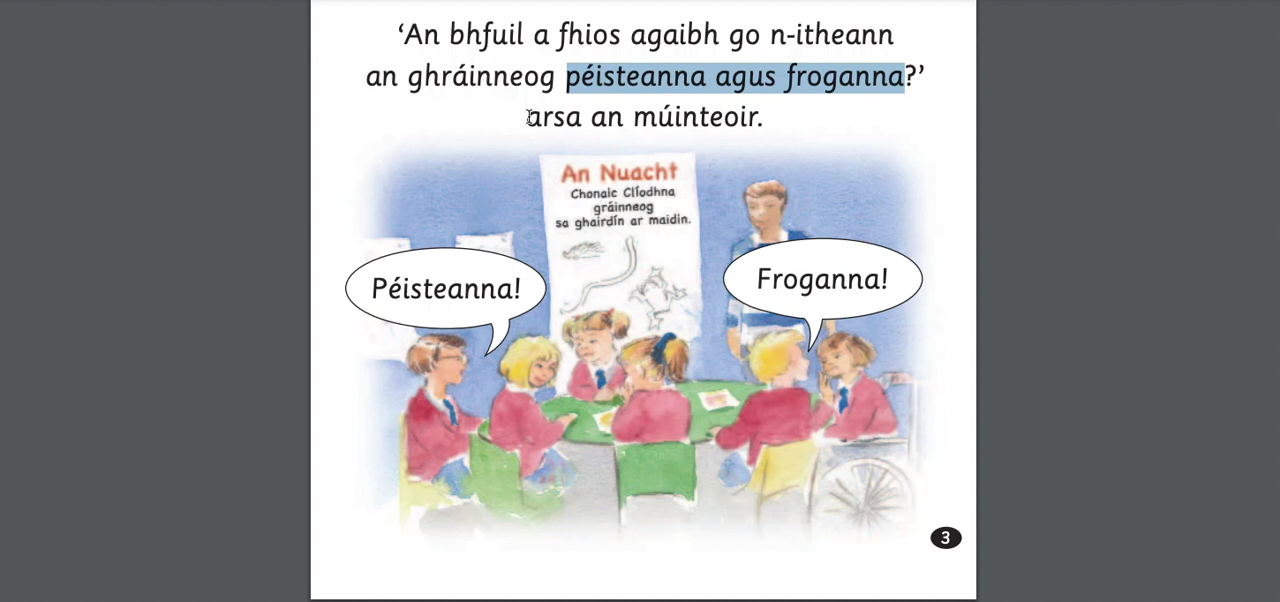 ‘An bhfuil a fhios agaibh go n-itheann
an ghráinneog péisteanna agus froganna?’
arsa an múinteoir.
An Nuacht
Chonaic Clíodhna
gráinneog
sa ghairdín ar maidin.
Péisteanna!
Froganna!
3